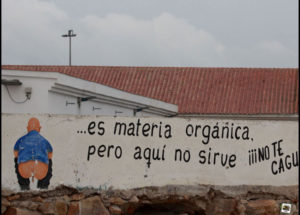 ...es materia orgánica,
pero aquí no sirve ¡¡¡NO TE
CAGU